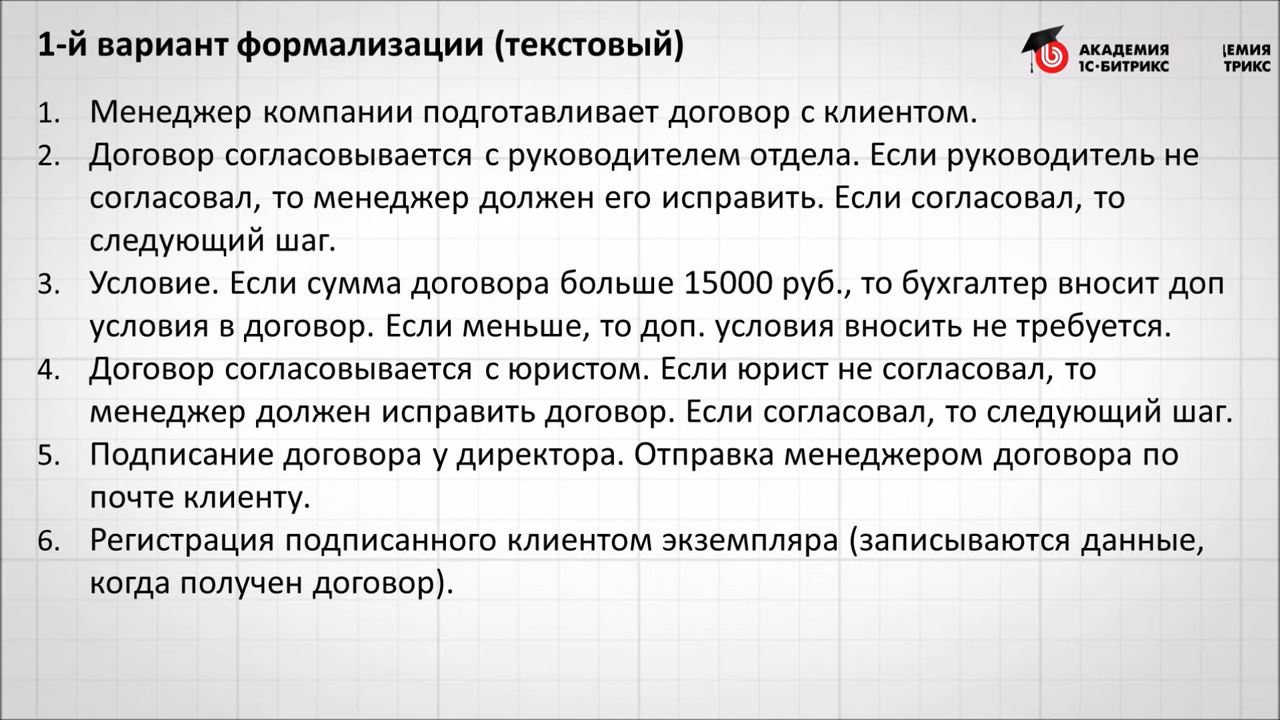 1-й вариант формализации (текстовый)
АКАДЕМИЯ
1С·БИТРИКС
ЕМИЯ
ТРИКС
1. Менеджер компании подготавливает договор с клиентом.
2. Договор согласовывается с руководителем отдела. Если руководитель не
согласовал, то менеджер должен его исправить. Если согласовал, то
следующий шаг.
3. Условие. Если сумма договора больше 15000 руб., то бухгалтер вносит доп
условия в договор. Если меньше, то доп. условия вносить не требуется.
4. Договор согласовывается с юристом. Если юрист не согласовал, то
менеджер должен исправить договор. Если согласовал, то следующий шаг.
5. Подписание договора у директора. Отправка менеджером договора по
почте клиенту.
6. Регистрация подписанного клиентом экземпляра (записываются данные,
когда получен договор).